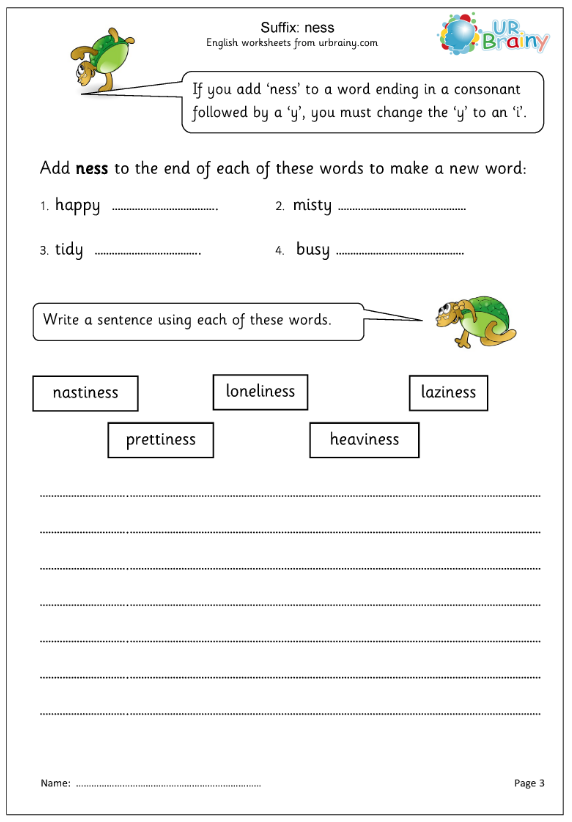 Suffix: ness
English worksheets from urbrainy.com
UR
Brainy
If you add ‘ness’ to a word ending in a consonant
followed by a ‘y’, you must change the ‘y’ to an ‘i’.
Add ness to the end of each of these words to make a new word:
1. happy ....................................... 2. misty ...............................................
3. tidy ....................................... 4. busy ...............................................
Write a sentence using each of these words.
nastiness loneliness laziness
prettiness heaviness
Name: ................................................................ Page 3